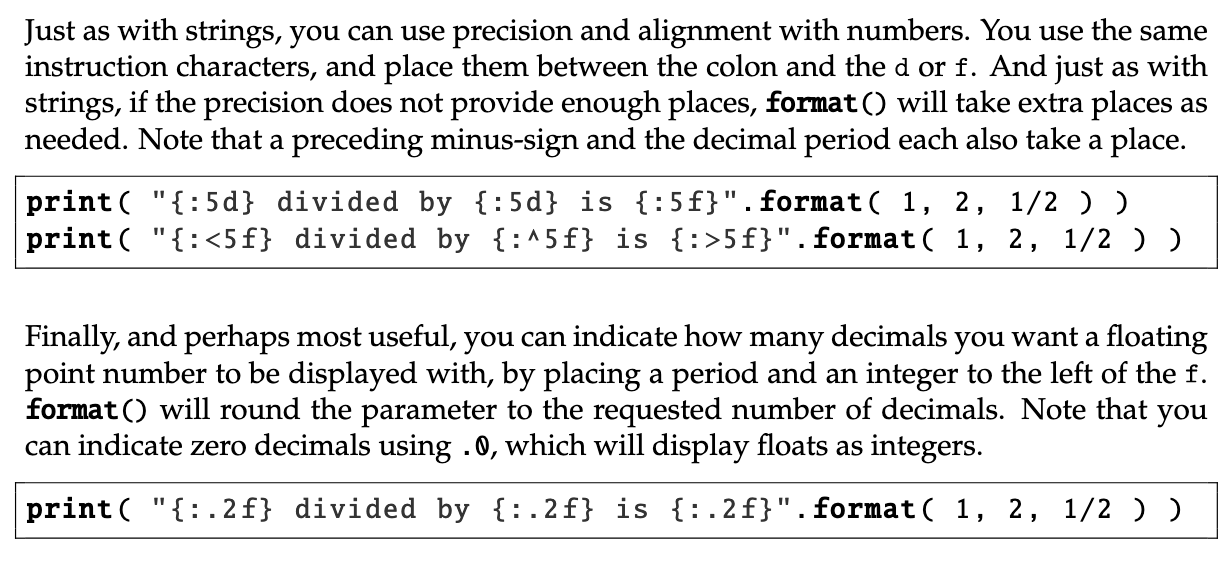 Just as with strings, you can use precision and alignment with numbers. You use the same
instruction characters, and place them between the colon and the d or f. And just as with
strings, if the precision does not provide enough places, format() will take extra places as
needed. Note that a preceding minus-sign and the decimal period each also take a place.
print( "{:5d} divided by {:5d} is {:5f}".format( 1, 2, 1/2 ) )
print( "{:<5f} divided by {:^5f} is {:>5f}".format( 1, 2, 1/2 ) )
Finally, and perhaps most useful, you can indicate how many decimals you want a floating
point number to be displayed with, by placing a period and an integer to the left of the f.
format() will round the parameter to the requested number of decimals. Note that you
can indicate zero decimals using .0, which will display floats as integers.
print( "{:.2f} divided by {:.2f} is {:.2f}".format( 1, 2, 1/2 ) )